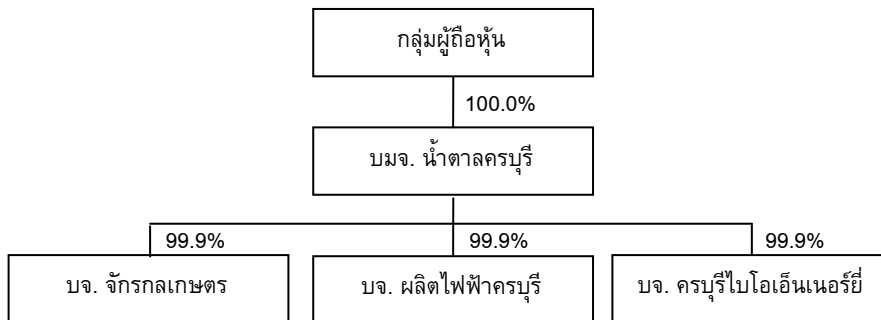 กลุ่มผู้ถือหุ้น
100.0%
บมจ. น้ำตาลครบุรี
99.9% 99.9% 99.9%
บจ. จักรกลเกษตร บจ. ผลิตไฟฟ้าครบุรี บจ. ครบุรีไบโอเอ็นเนอร์ยี่